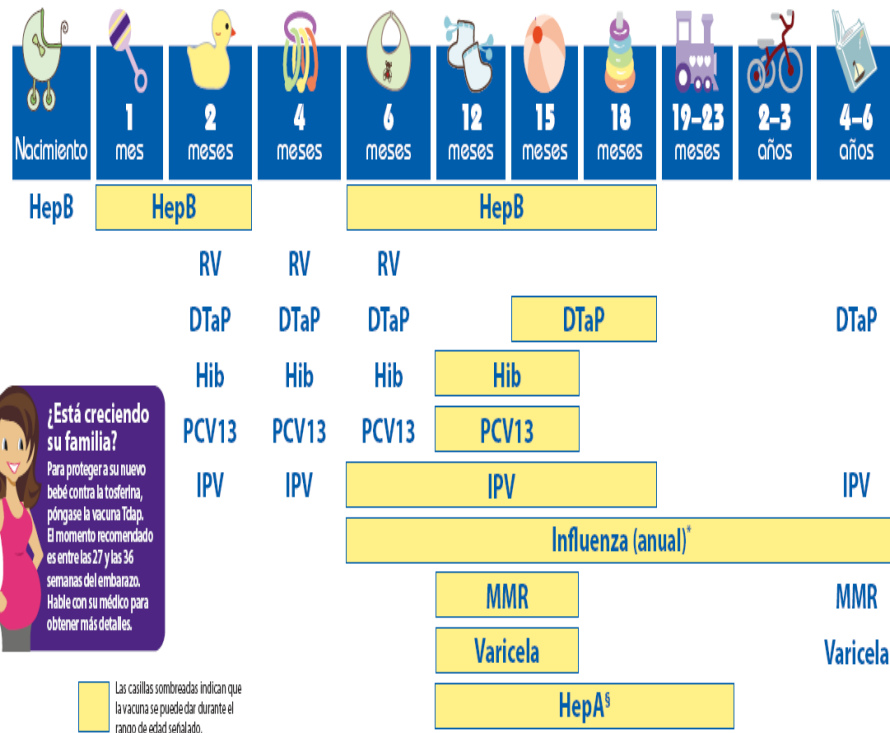 Nacimiento
1 mes
2 meses
4 meses
6 meses
12 meses
15 meses
18 meses
19–23 meses
2–3 años
4–6 años
HepB HepB HepB
RV RV RV
DTaP DTaP DTaP DTaP DTaP
Hib Hib Hib Hib
PCV13 PCV13 PCV13 PCV13
IPV IPV IPV IPV
Influenza (anual)*
MMR MMR
Varicela Varicela
HepA§
¿Está creciendo
su familia?
Para proteger a su nuevo
bebé contra la tosferina,
póngase la vacuna Tdap.
El momento recomendado
es entre las 27 y las 36
semanas del embarazo.
Hable con su médico para
obtener más detalles.
Las casillas sombreadas indican que
la vacuna se puede dar durante el
rango de edad señalado.